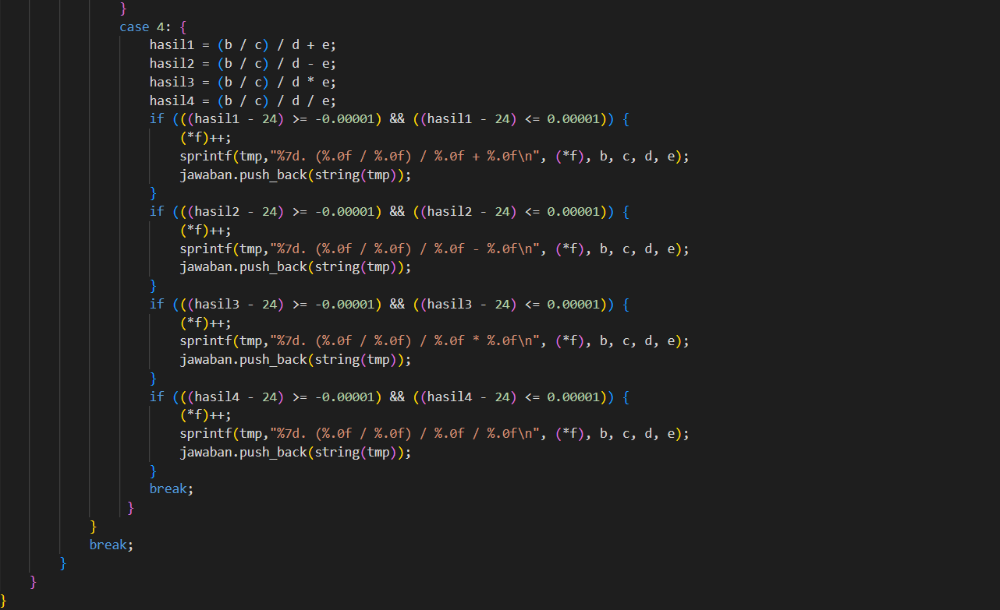 }
case 4: {
hasil1 = (b / c) / d + e;
hasil2 = (b / c) / d - e;
hasil3 = (b / c) / d * e;
hasil4 = (b / c) / d / e;
if (((hasil1 - 24) >= -0.00001) && ((hasil1 - 24) <= 0.00001)) {
(*f)++;
sprintf(tmp,"%7d. (%.0f / %.0f) / %.0f + %.0f\n", (*f), b, c, d, e);
jawaban.push_back(string(tmp));
}
if (((hasil2 - 24) >= -0.00001) && ((hasil2 - 24) <= 0.00001)) {
(*f)++;
sprintf(tmp,"%7d. (%.0f / %.0f) / %.0f - %.0f\n", (*f), b, c, d, e);
jawaban.push_back(string(tmp));
}
if (((hasil3 - 24) >= -0.00001) && ((hasil3 - 24) <= 0.00001)) {
(*f)++;
sprintf(tmp,"%7d. (%.0f / %.0f) / %.0f * %.0f\n", (*f), b, c, d, e);
jawaban.push_back(string(tmp));
}
if (((hasil4 - 24) >= -0.00001) && ((hasil4 - 24) <= 0.00001)) {
(*f)++;
sprintf(tmp,"%7d. (%.0f / %.0f) / %.0f / %.0f\n", (*f), b, c, d, e);
jawaban.push_back(string(tmp));
}
break;
}
}
break;
}
}
}